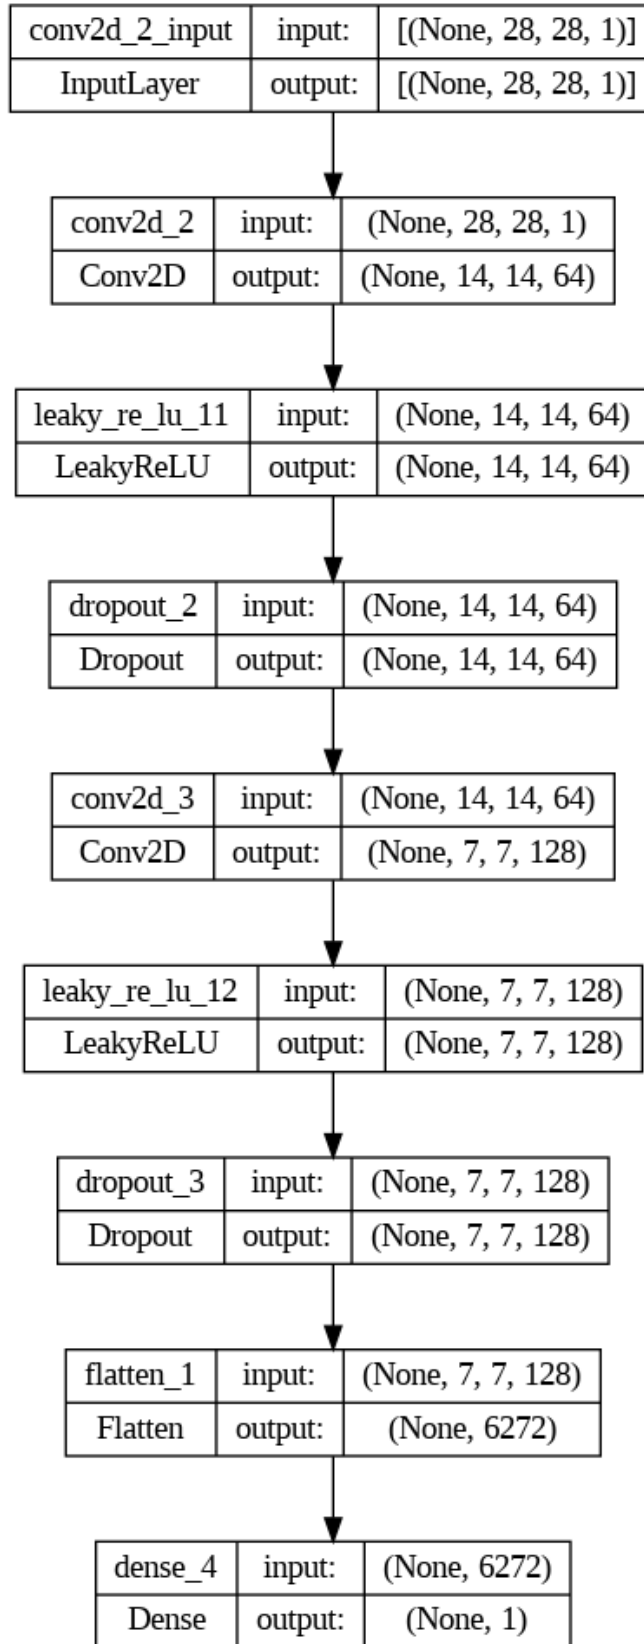 conv2d_2_input input: [(None, 28, 28, 1)]
InputLayer output: [(None, 28, 28, 1)]
conv2d_2 input: (None, 28, 28, 1)
Conv2D output: (None, 14, 14, 64)
leaky_re_lu_11 input: (None, 14, 14, 64)
LeakyReLU output: (None, 14, 14, 64)
dropout_2 input: (None, 14, 14, 64)
Dropout output: (None, 14, 14, 64)
conv2d_3 input: (None, 14, 14, 64)
Conv2D output: (None, 7, 7, 128)
leaky_re_lu_12 input: (None, 7, 7, 128)
LeakyReLU output: (None, 7, 7, 128)
dropout_3 input: (None, 7, 7, 128)
Dropout output: (None, 7, 7, 128)
flatten_1 input: (None, 7, 7, 128)
Flatten output: (None, 6272)
dense_4 input: (None, 6272)
Dense output: (None, 1)